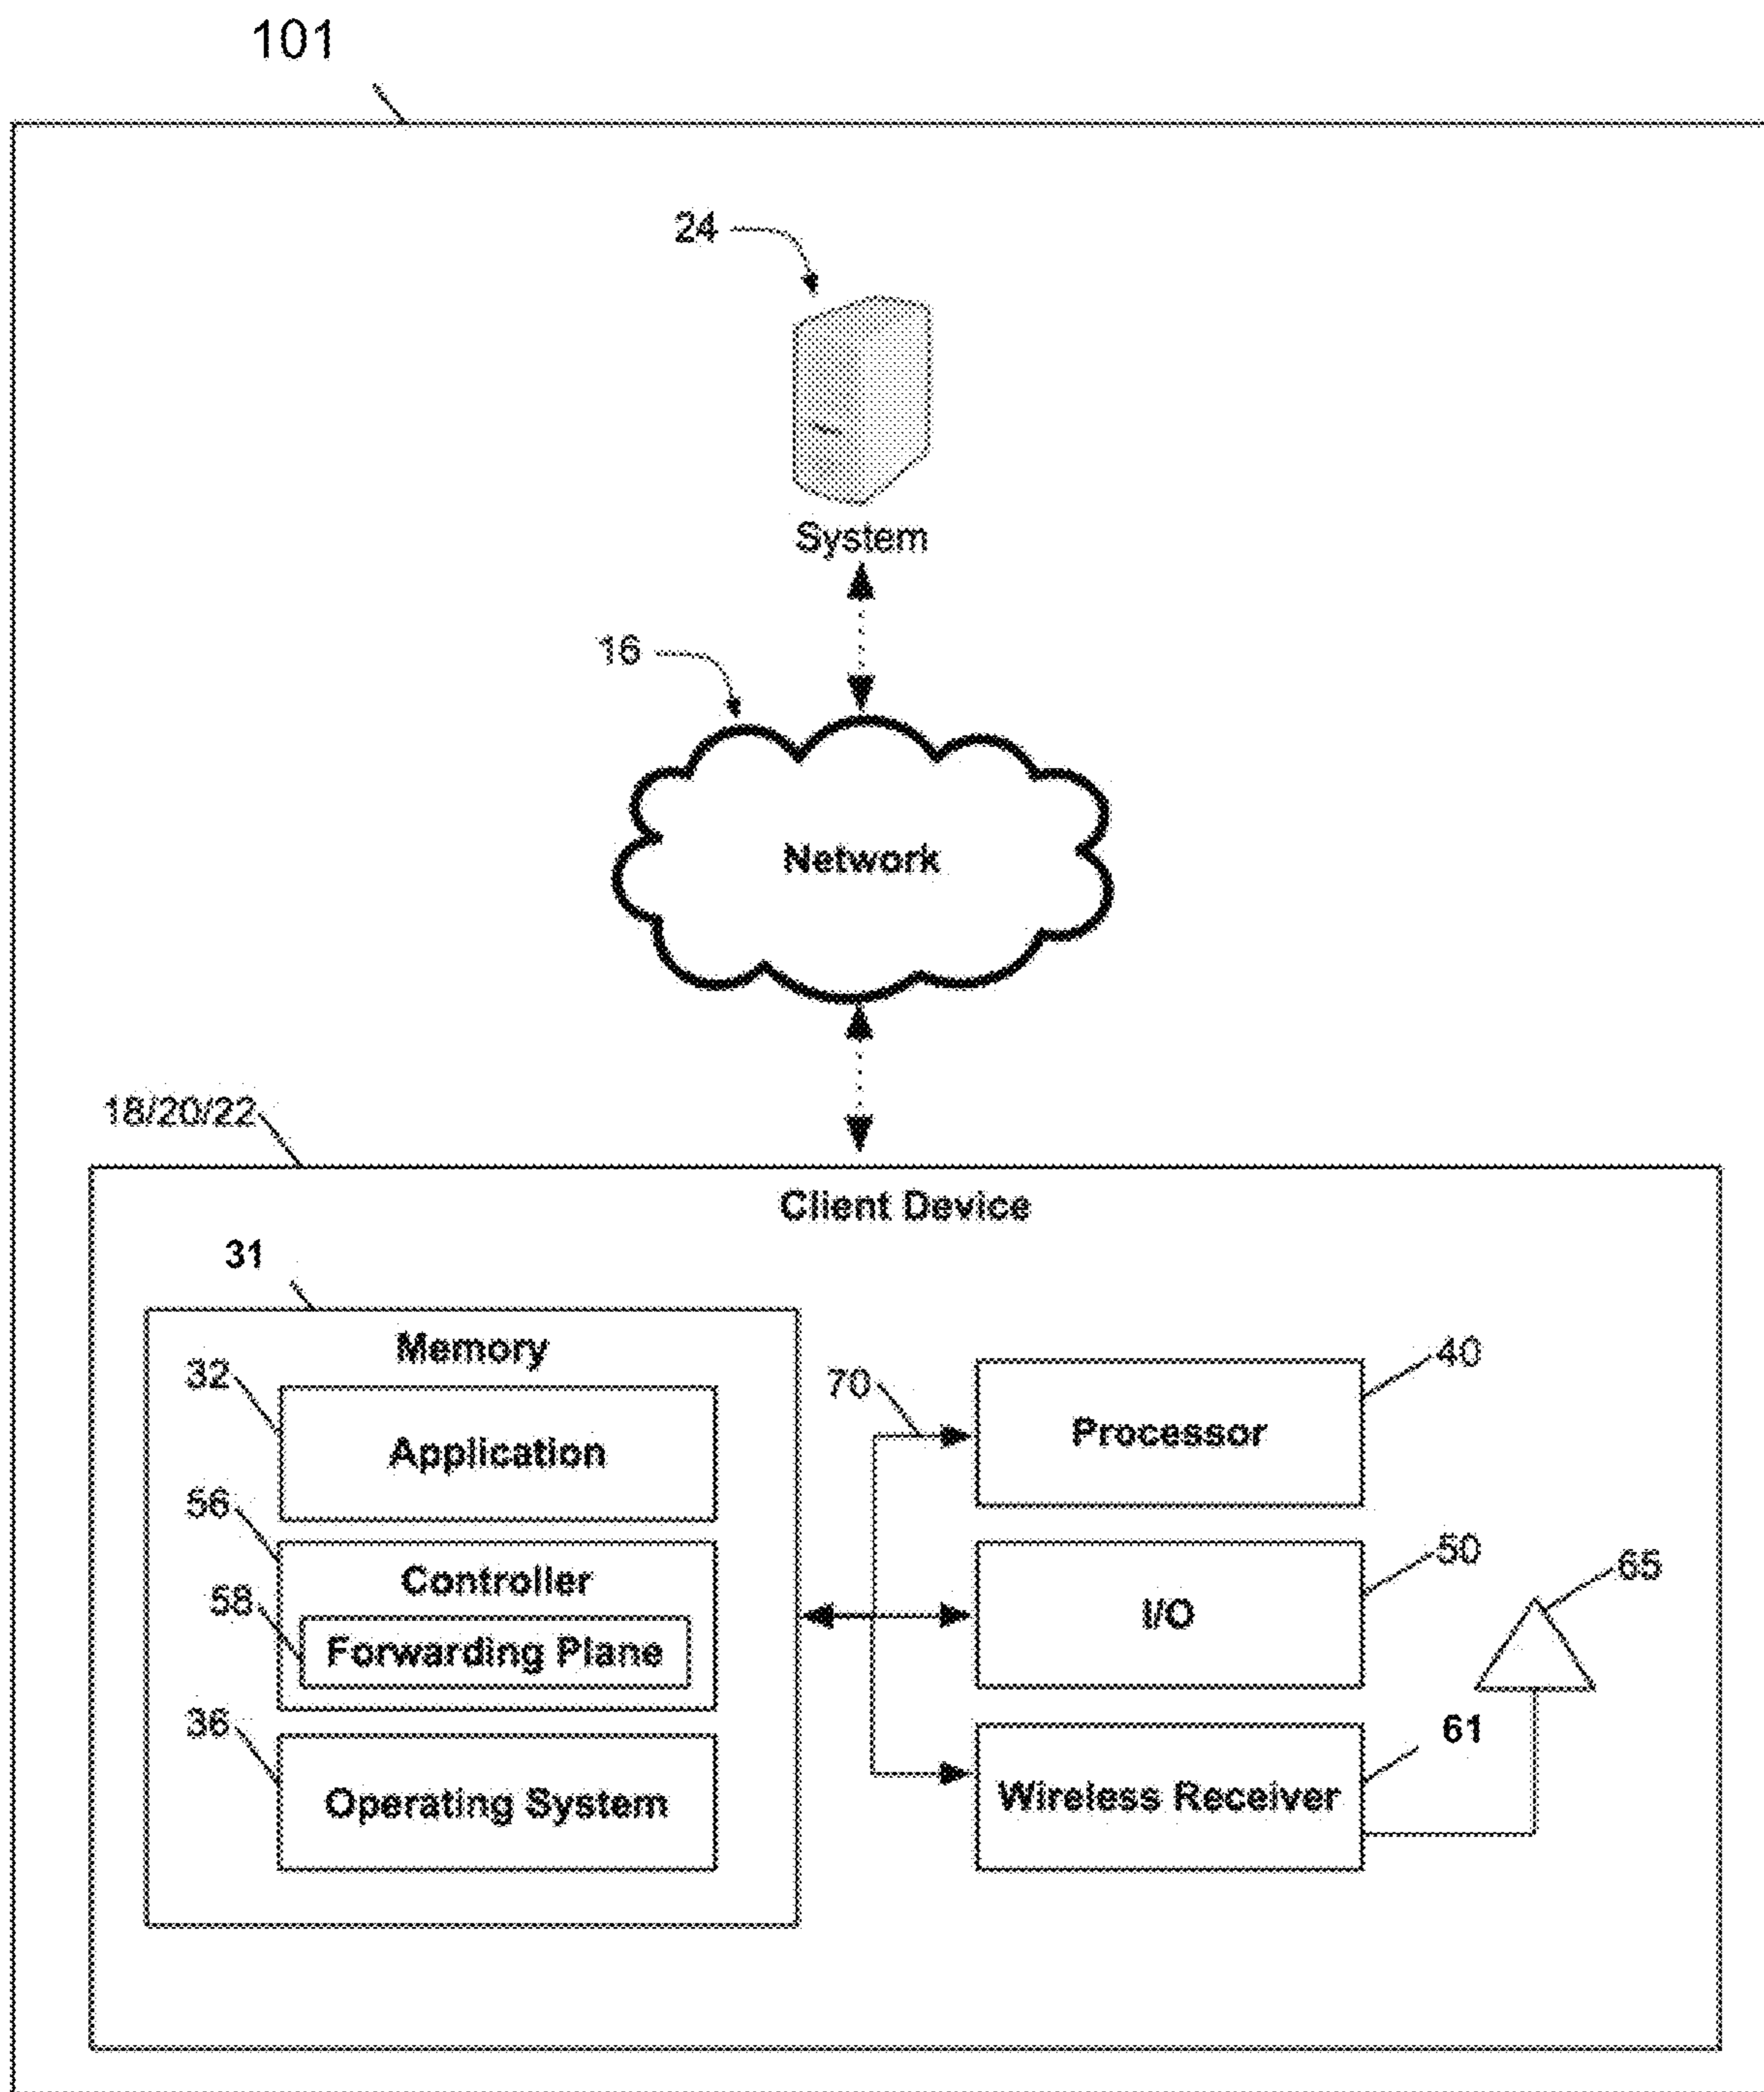 101
24
System
16
Network
18/20/22
Client Device
31
Memory
32
Application
56
Controller
58
Forwarding Plane
36
Operating System
70
Processor
40
I/O
50
65
Wireless Receiver
61